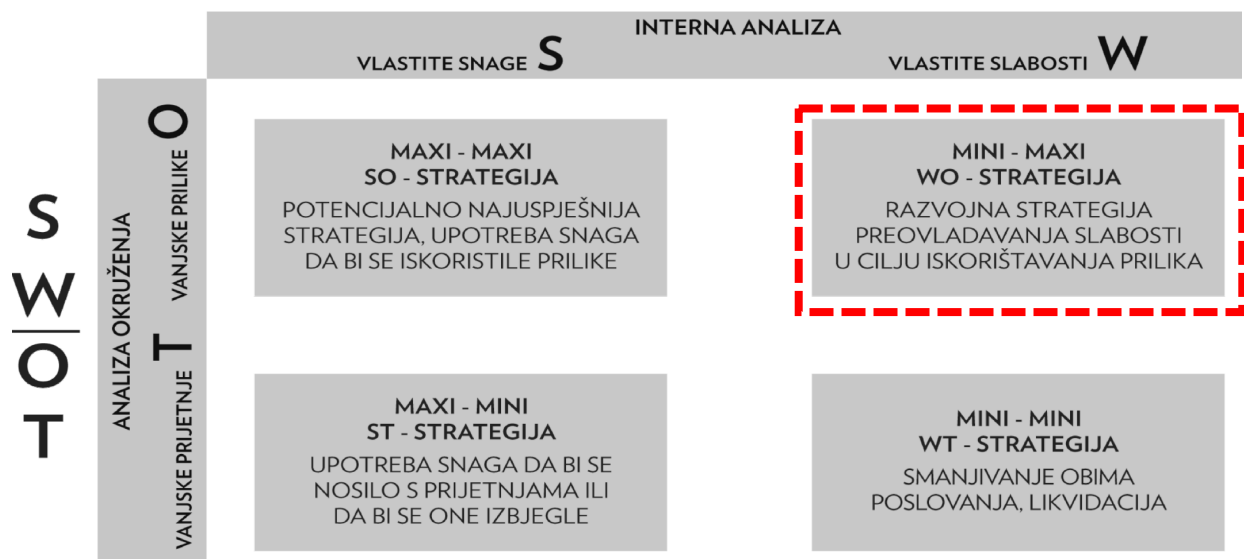 INTERNA ANALIZA
VLASTITE SNAGE S
VLASTITE SLABOSTI W
S
W
O
T
ANALIZA OKRUŽENJA
VANJSKE PRILIKE O
VANJSKE PRIJETNJE T
MAXI - MAXI
SO - STRATEGIJA
POTENCIJALNO NAJUSPJEŠNIJA
STRATEGIJA, UPOTREBA SNAGA
DA BI SE ISKORISTILE PRILIKE
MINI - MAXI
WO - STRATEGIJA
RAZVOJNA STRATEGIJA
PREOVLADAVANJA SLABOSTI
U CILJU ISKORIŠTAVANJA PRILIKA
MAXI - MINI
ST - STRATEGIJA
UPOTREBA SNAGA DA BI SE
NOSILO S PRIJETNJAMA ILI
DA BI SE ONE IZBJEGLE
MINI - MINI
WT - STRATEGIJA
SMANJIVANJE OBIMA
POSLOVANJA, LIKVIDACIJA